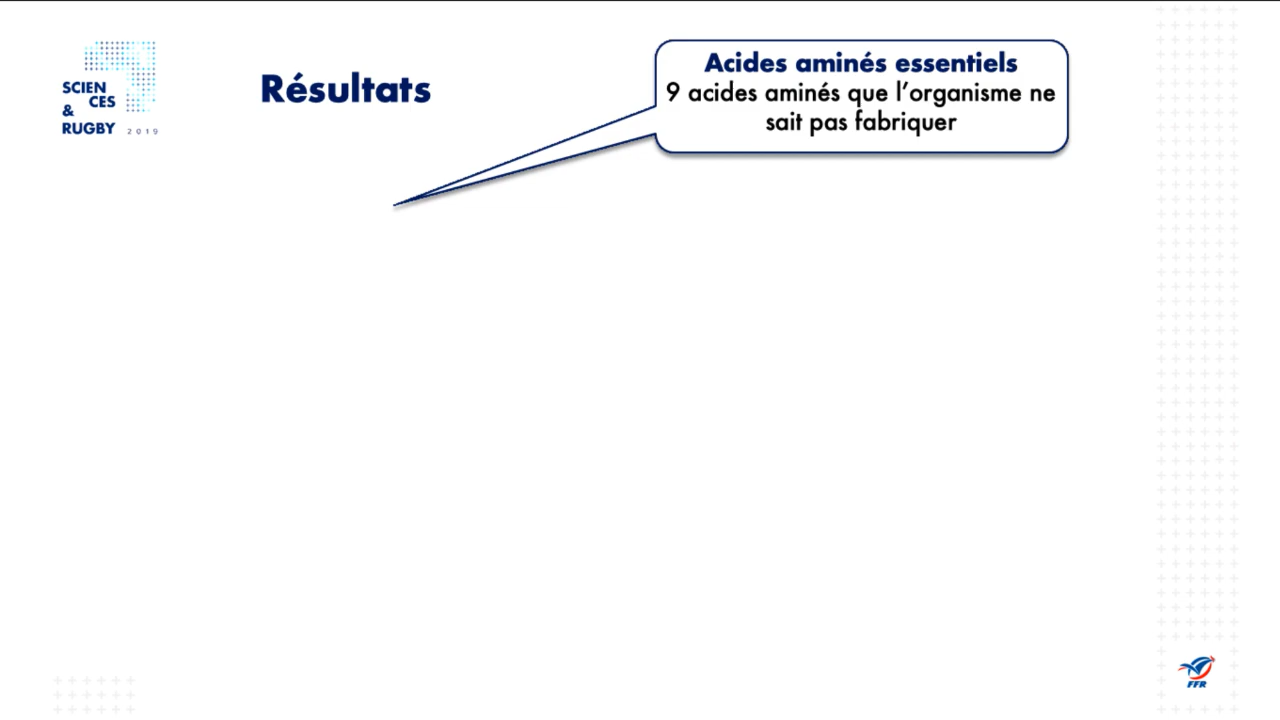 SCIEN
CES
&
RUGBY 2019
Résultats
Acides aminés essentiels
9 acides aminés que l’organisme ne
sait pas fabriquer
FFR